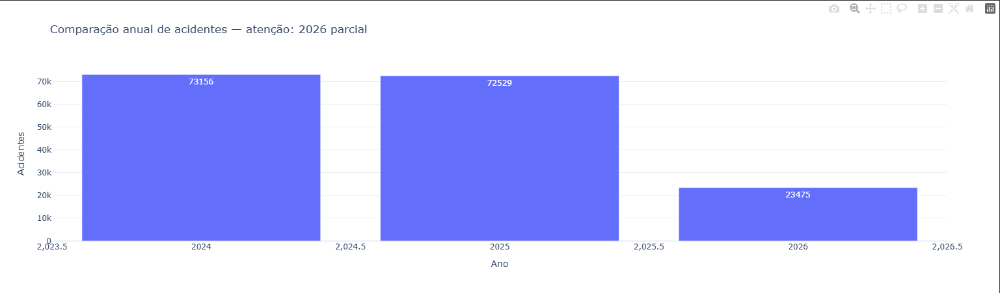 Comparação anual de acidentes — atenção: 2026 parcial
73156
72529
23475
70k
60k
50k
40k
30k
20k
10k
0
Acidentes
2,023.5
2024
2,024.5
2025
2,025.5
2026
2,026.5
Ano